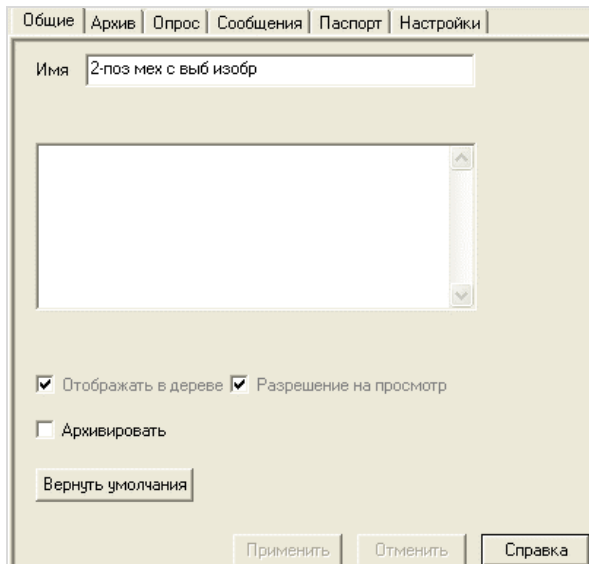 Общие Архив Опрос Сообщения Паспорт Настройки
Имя 2-поз мех с выб изобр
Отображать в дереве Разрешение на просмотр
Архивировать
Вернуть умолчания
Применить Отменить Справка